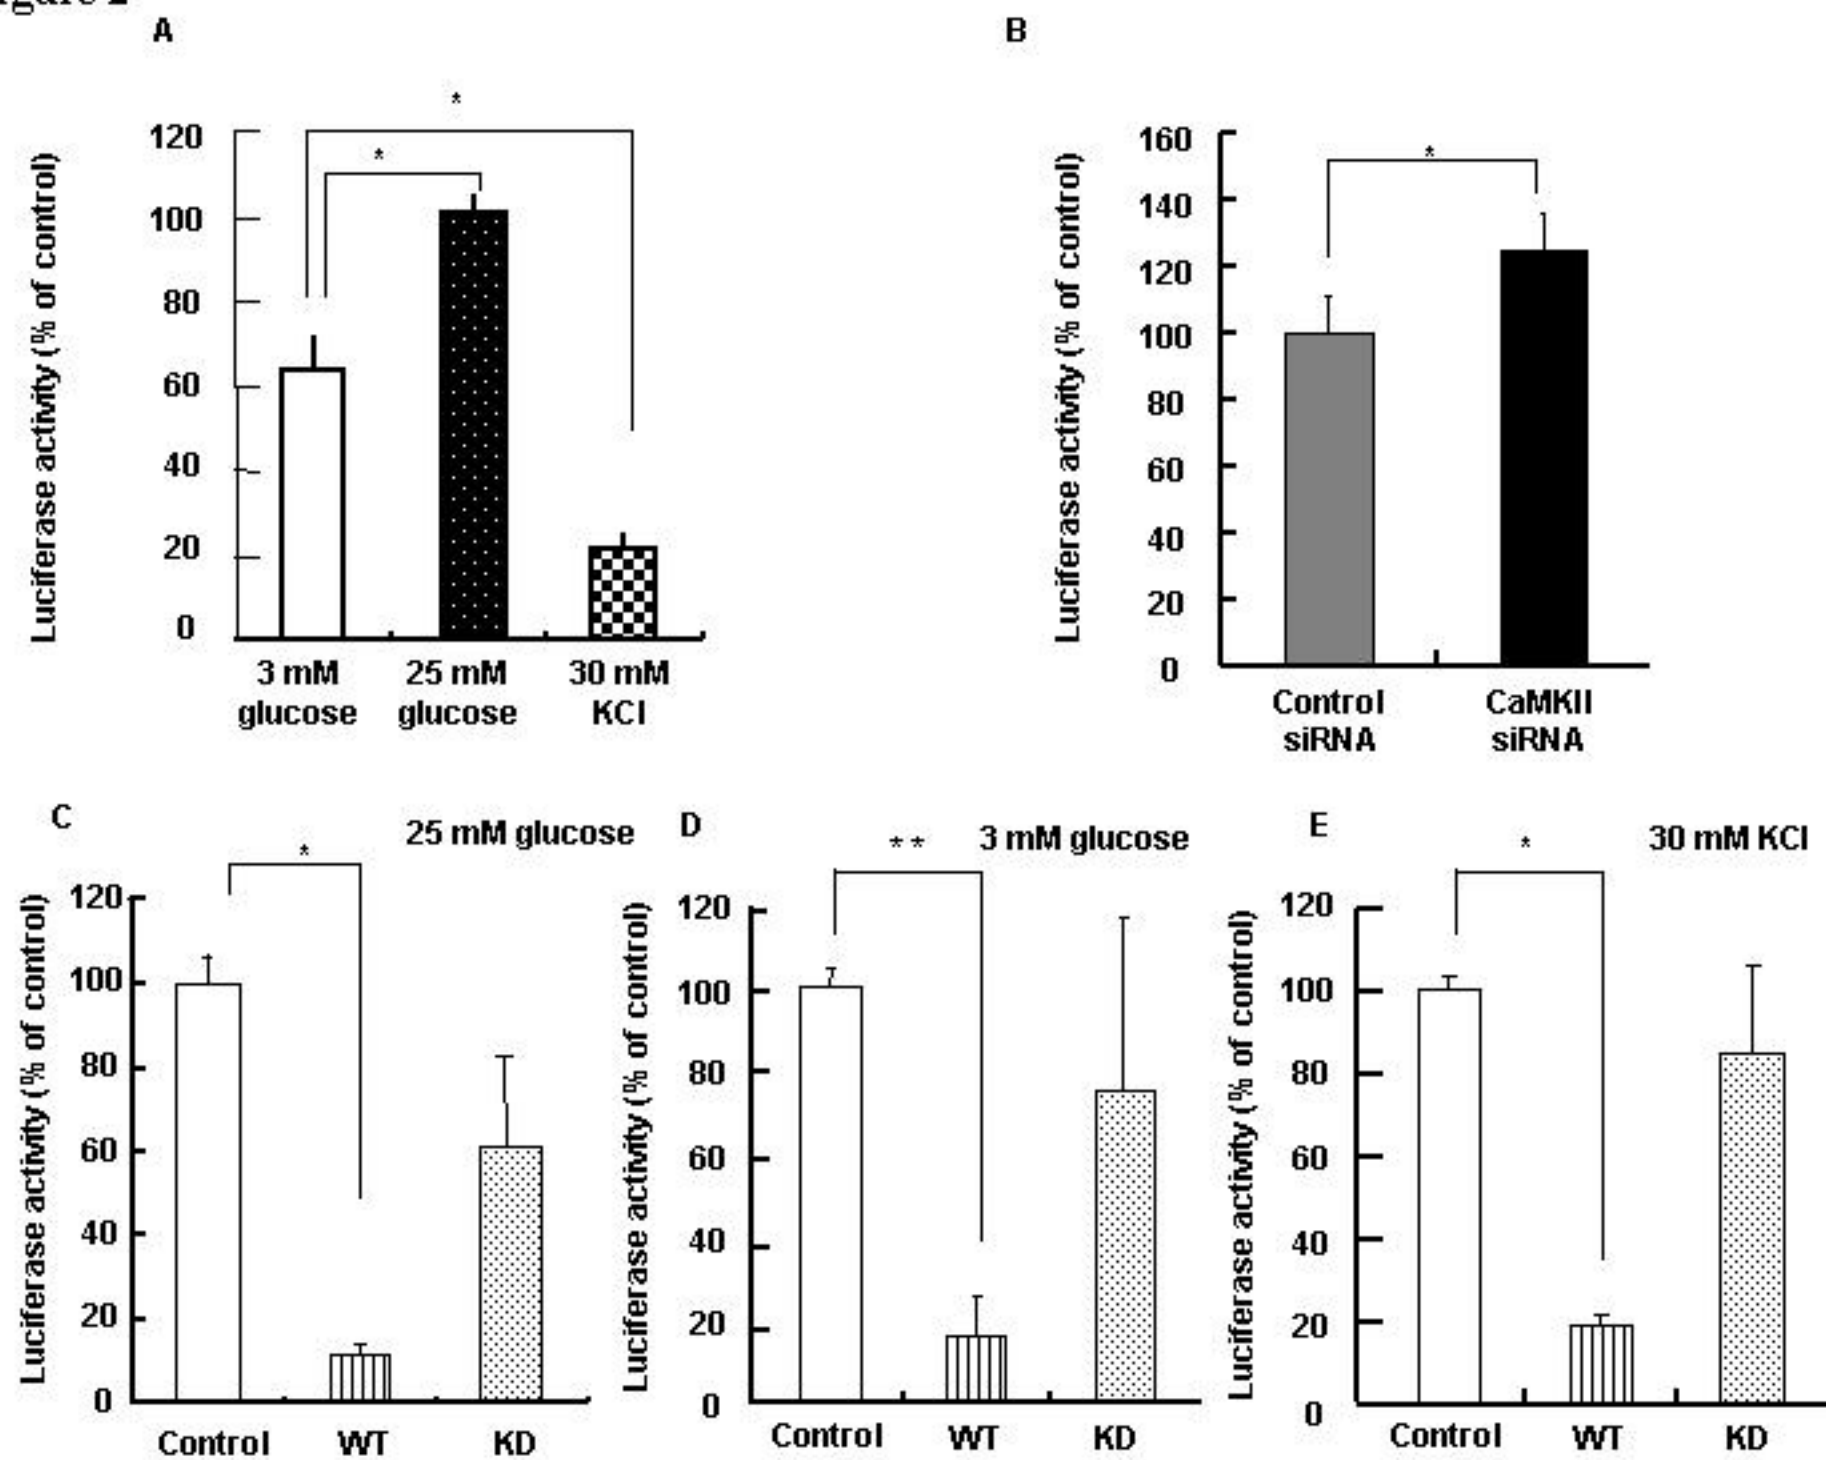 A
*
*
120
100
80
60
40
20
0
Luciferase activity (% of control)
3 mM
glucose
25 mM
glucose
30 mM
KCl
B
*
160
140
120
100
80
60
40
20
0
Luciferase activity (% of control)
Control
siRNA
CaMKII
siRNA
C
25 mM glucose
*
120
100
80
60
40
20
0
Luciferase activity (% of control)
Control
WT
KD
D
3 mM glucose
* *
120
100
80
60
40
20
0
Luciferase activity (% of control)
Control
WT
KD
E
30 mM KCl
*
120
100
80
60
40
20
0
Luciferase activity (% of control)
Control
WT
KD